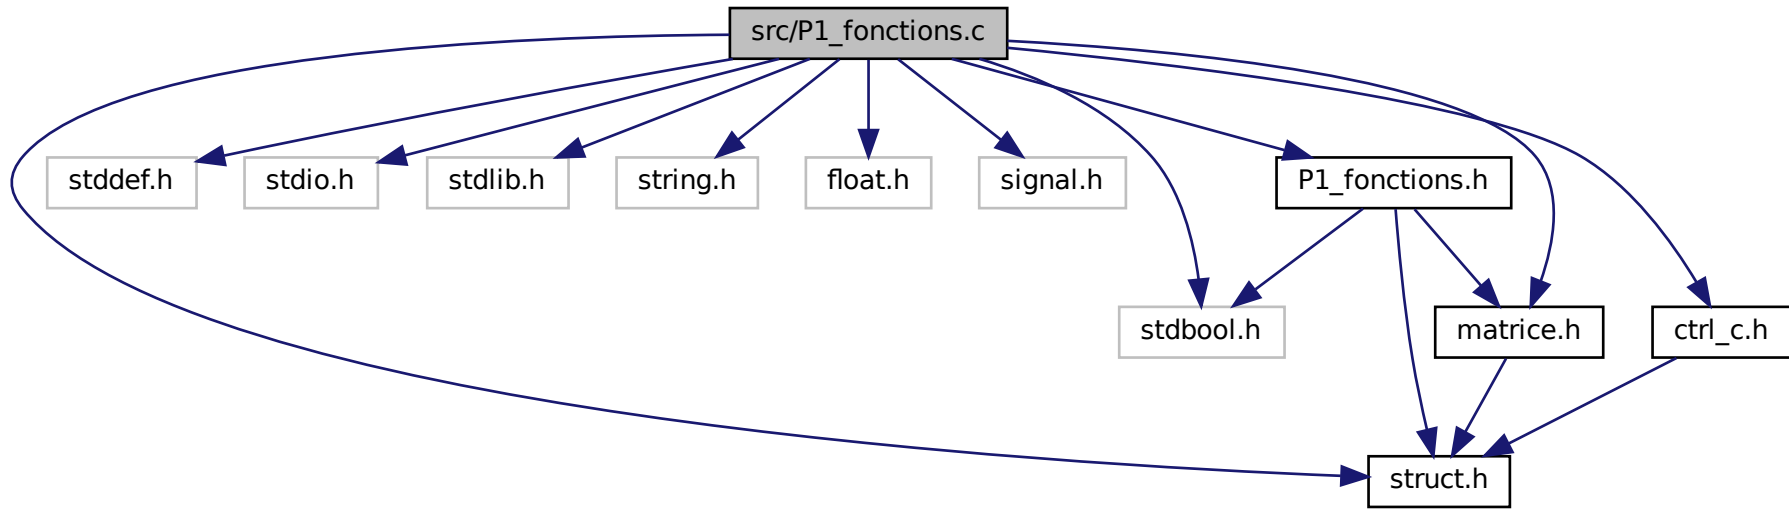 src/P1_fonctions.c
stddef.h
stdio.h
stdlib.h
string.h
float.h
signal.h
P1_fonctions.h
stdbool.h
matrice.h
ctrl_c.h
struct.h